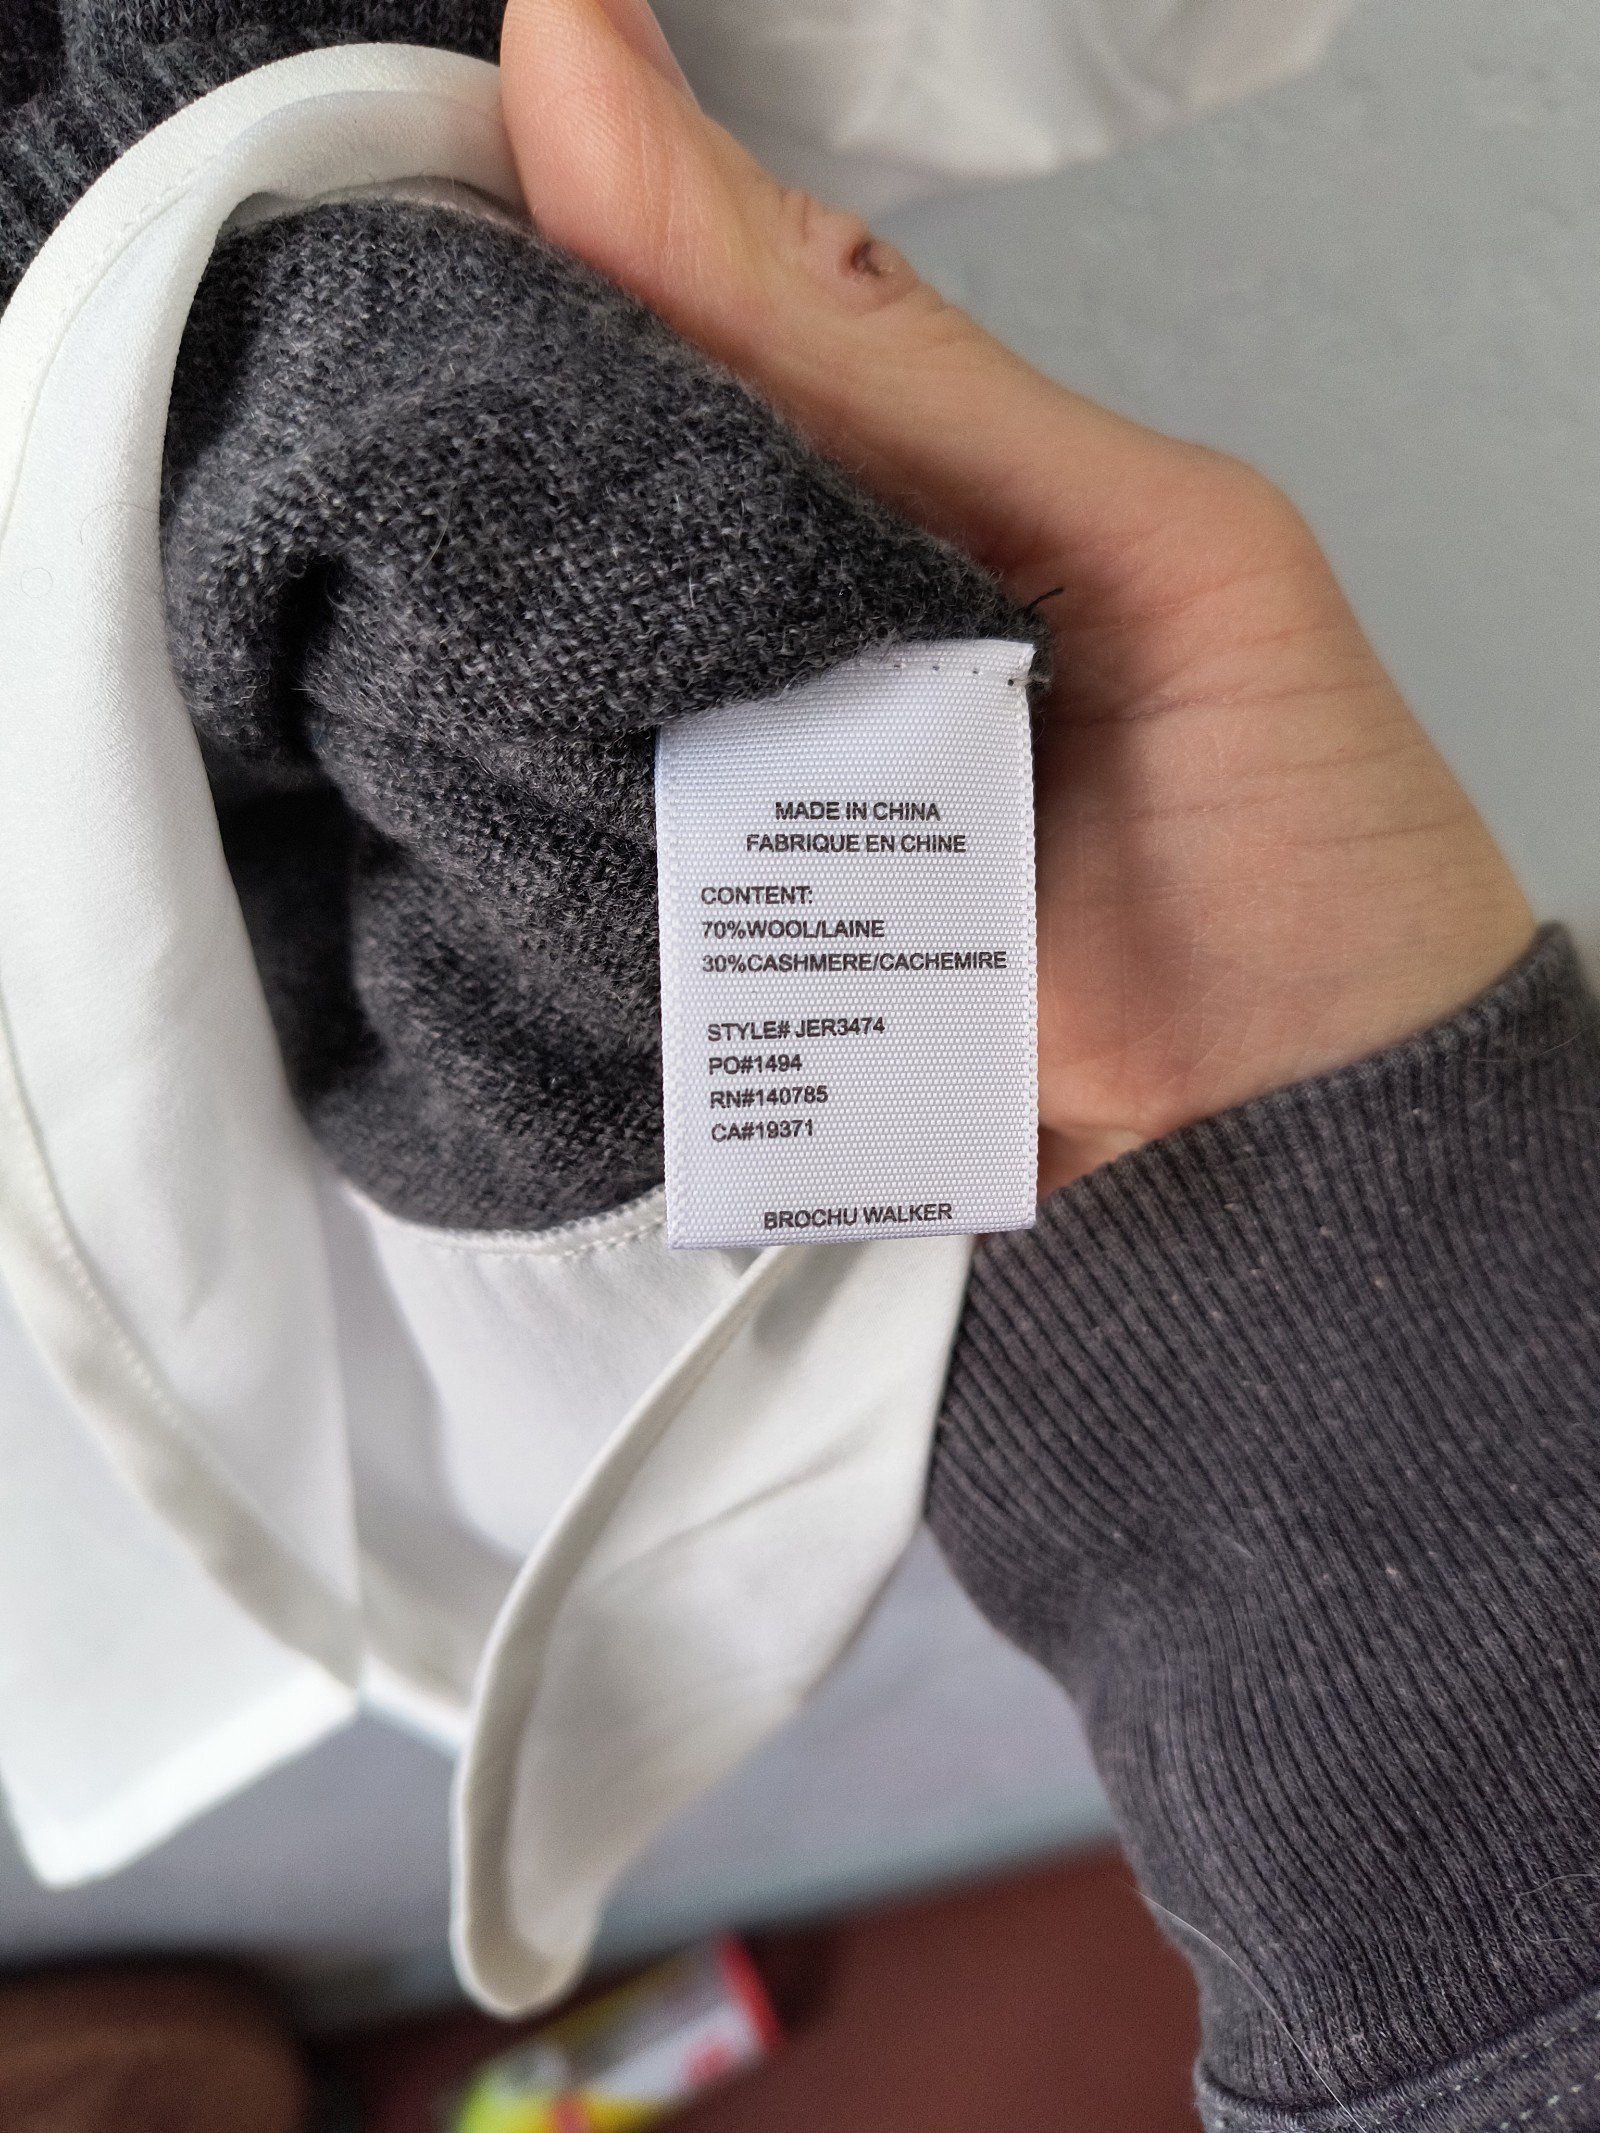 MADE IN CHINA
FABRIQUE EN CHINE
CONTENT:
70%WOOL/LAINE
30%CASHMERE/CACHEMIRE
STYLE# JER3474
PO#1494
RN#140785
CA#19371
BROCHU WALKER